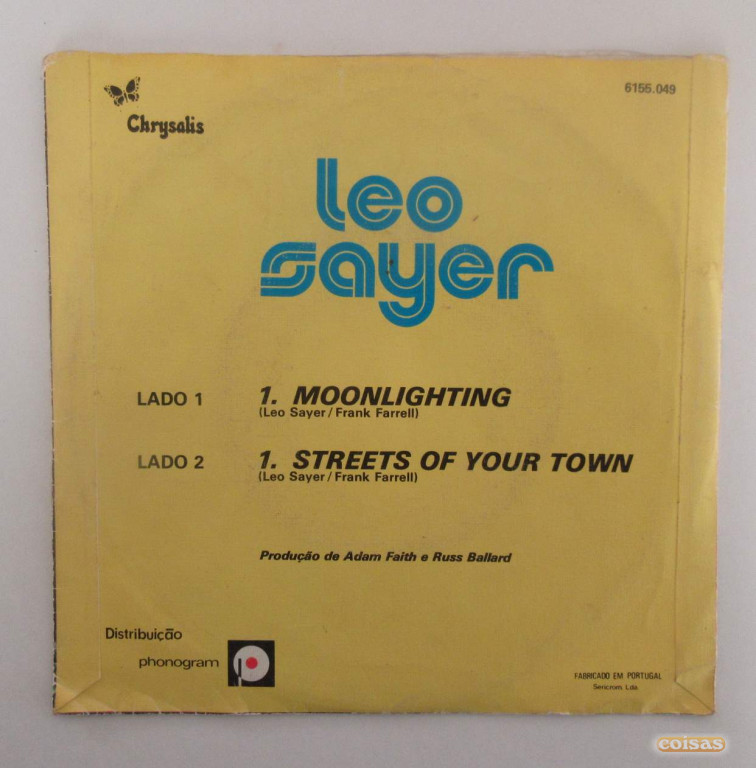 Chrysalis
6155.049
Leo
Sayer
LADO 1 1. MOONLIGHTING
(Leo Sayer / Frank Farrell)
LADO 2 1. STREETS OF YOUR TOWN
(Leo Sayer / Frank Farrell)
Produção de Adam Faith e Russ Ballard
Distribuição
phonogram
FABRICADO EM PORTUGAL
Sencrom Lda.
coisas